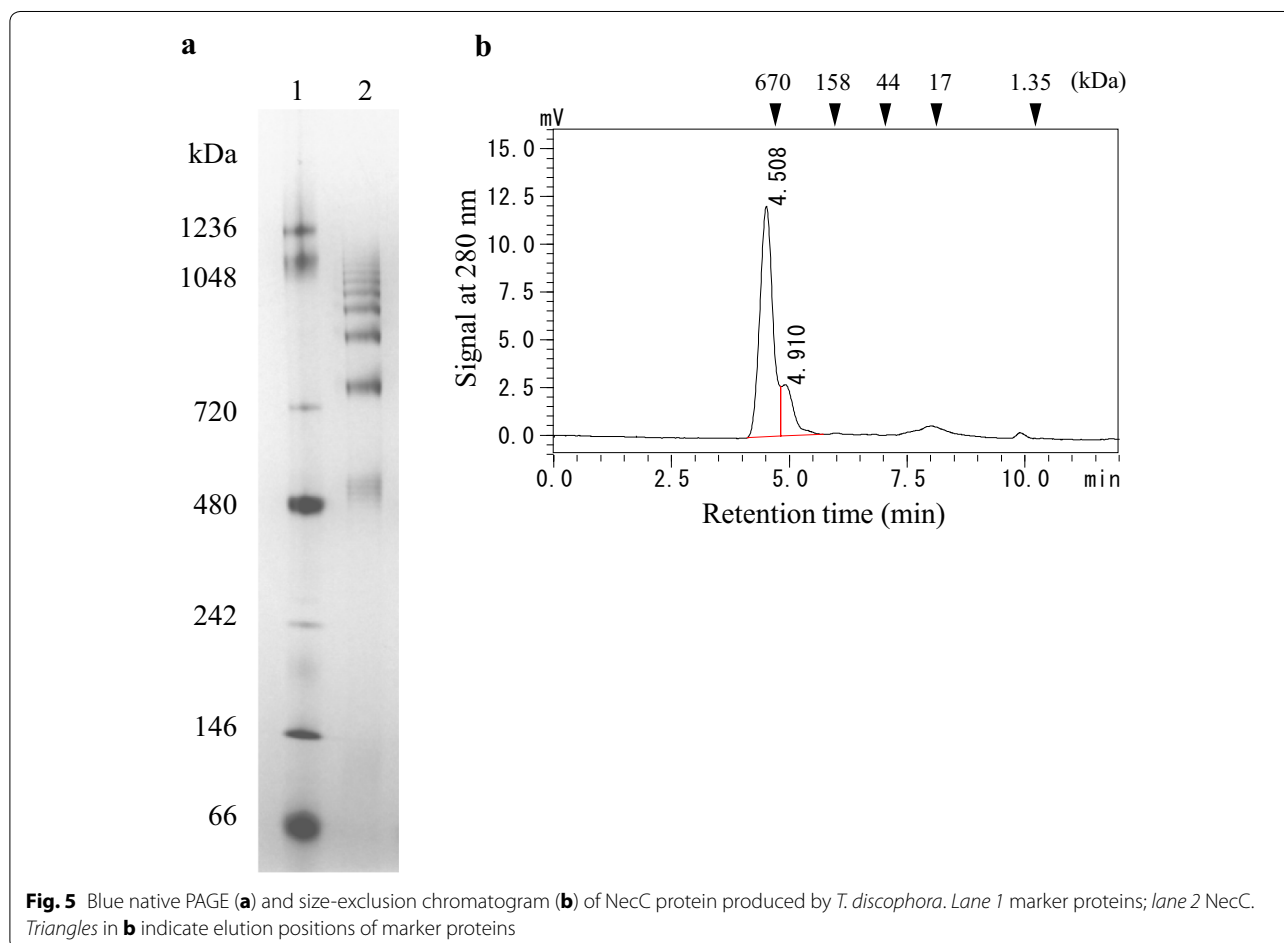 a
1 2
kDa
1236
1048
720
480
242
146
66
b
670 158 44 17 1.35 (kDa)
mV
15.0
12.5
10.0
7.5
5.0
2.5
0.0
Signal at 280 nm
4.508
4.910
0.0 2.5 5.0 7.5 10.0 min
Retention time (min)
Fig. 5 Blue native PAGE (a) and size-exclusion chromatogram (b) of NecC protein produced by T. discophora. Lane 1 marker proteins; lane 2 NecC.
Triangles in b indicate elution positions of marker proteins